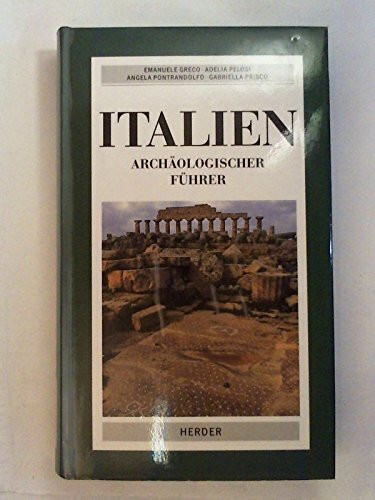 EMANUELE GRECO · ADELIA PELOSI
ANGELA PONTRANDOLFO · GABRIELLA PRISCO
ITALIEN
ARCHÄOLOGISCHER
FÜHRER
HERDER